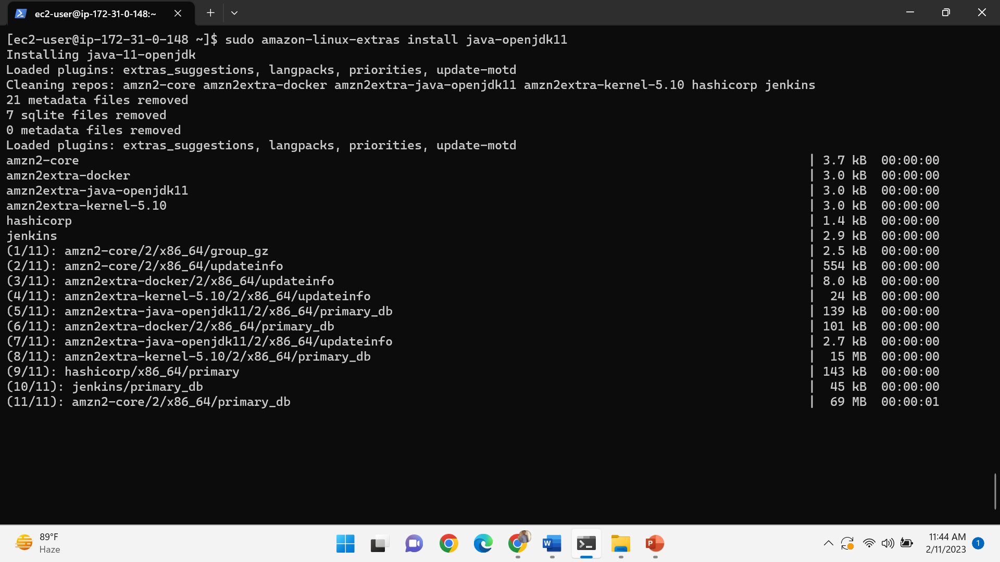 ec2-user@ip-172-31-0-148:~
[ec2-user@ip-172-31-0-148 ~]$ sudo amazon-linux-extras install java-openjdk11
Installing java-11-openjdk
Loaded plugins: extras_suggestions, langpacks, priorities, update-motd
Cleaning repos: amzn2-core amzn2extra-docker amzn2extra-java-openjdk11 amzn2extra-kernel-5.10 hashicorp jenkins
21 metadata files removed
7 sqlite files removed
0 metadata files removed
Loaded plugins: extras_suggestions, langpacks, priorities, update-motd
amzn2-core | 3.7 kB 00:00:00
amzn2extra-docker | 3.0 kB 00:00:00
amzn2extra-java-openjdk11 | 3.0 kB 00:00:00
amzn2extra-kernel-5.10 | 3.0 kB 00:00:00
hashicorp | 1.4 kB 00:00:00
jenkins | 2.9 kB 00:00:00
(1/11): amzn2-core/2/x86_64/group_gz | 2.5 kB 00:00:00
(2/11): amzn2-core/2/x86_64/updateinfo | 554 kB 00:00:00
(3/11): amzn2extra-docker/2/x86_64/updateinfo | 8.0 kB 00:00:00
(4/11): amzn2extra-kernel-5.10/2/x86_64/updateinfo | 24 kB 00:00:00
(5/11): amzn2extra-java-openjdk11/2/x86_64/primary_db | 139 kB 00:00:00
(6/11): amzn2extra-docker/2/x86_64/primary_db | 101 kB 00:00:00
(7/11): amzn2extra-java-openjdk11/2/x86_64/updateinfo | 2.7 kB 00:00:00
(8/11): amzn2extra-kernel-5.10/2/x86_64/primary_db | 15 MB 00:00:00
(9/11): hashicorp/x86_64/primary | 143 kB 00:00:00
(10/11): jenkins/primary_db | 45 kB 00:00:00
(11/11): amzn2-core/2/x86_64/primary_db | 69 MB 00:00:01
89°F
Haze
W
P
11:44 AM
2/11/2023
1